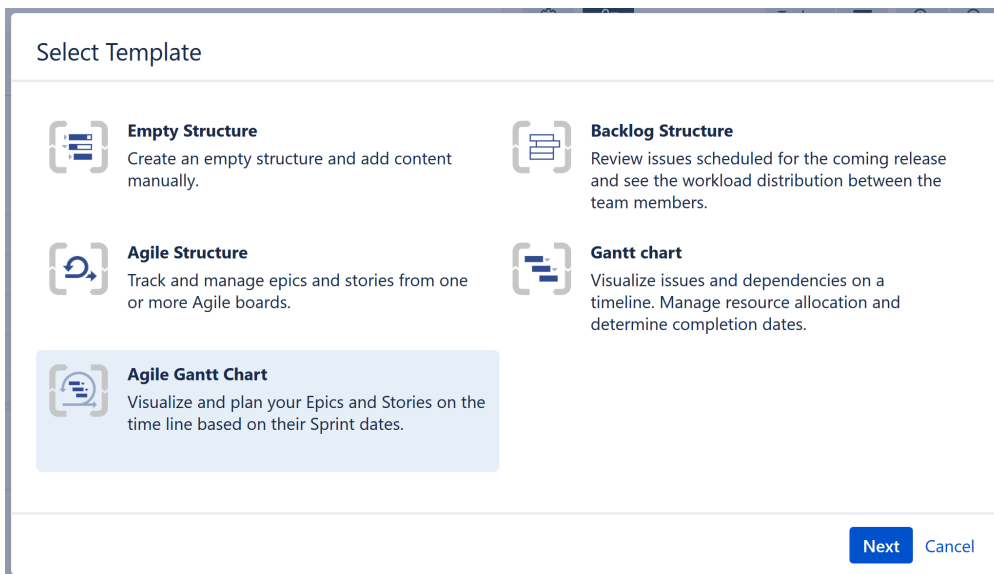 Select Template
Empty Structure
Create an empty structure and add content
manually.
Backlog Structure
Review issues scheduled for the coming release
and see the workload distribution between the
team members.
Agile Structure
Track and manage epics and stories from one
or more Agile boards.
Gantt chart
Visualize issues and dependencies on a
timeline. Manage resource allocation and
determine completion dates.
Agile Gantt Chart
Visualize and plan your Epics and Stories on the
time line based on their Sprint dates.
Next
Cancel